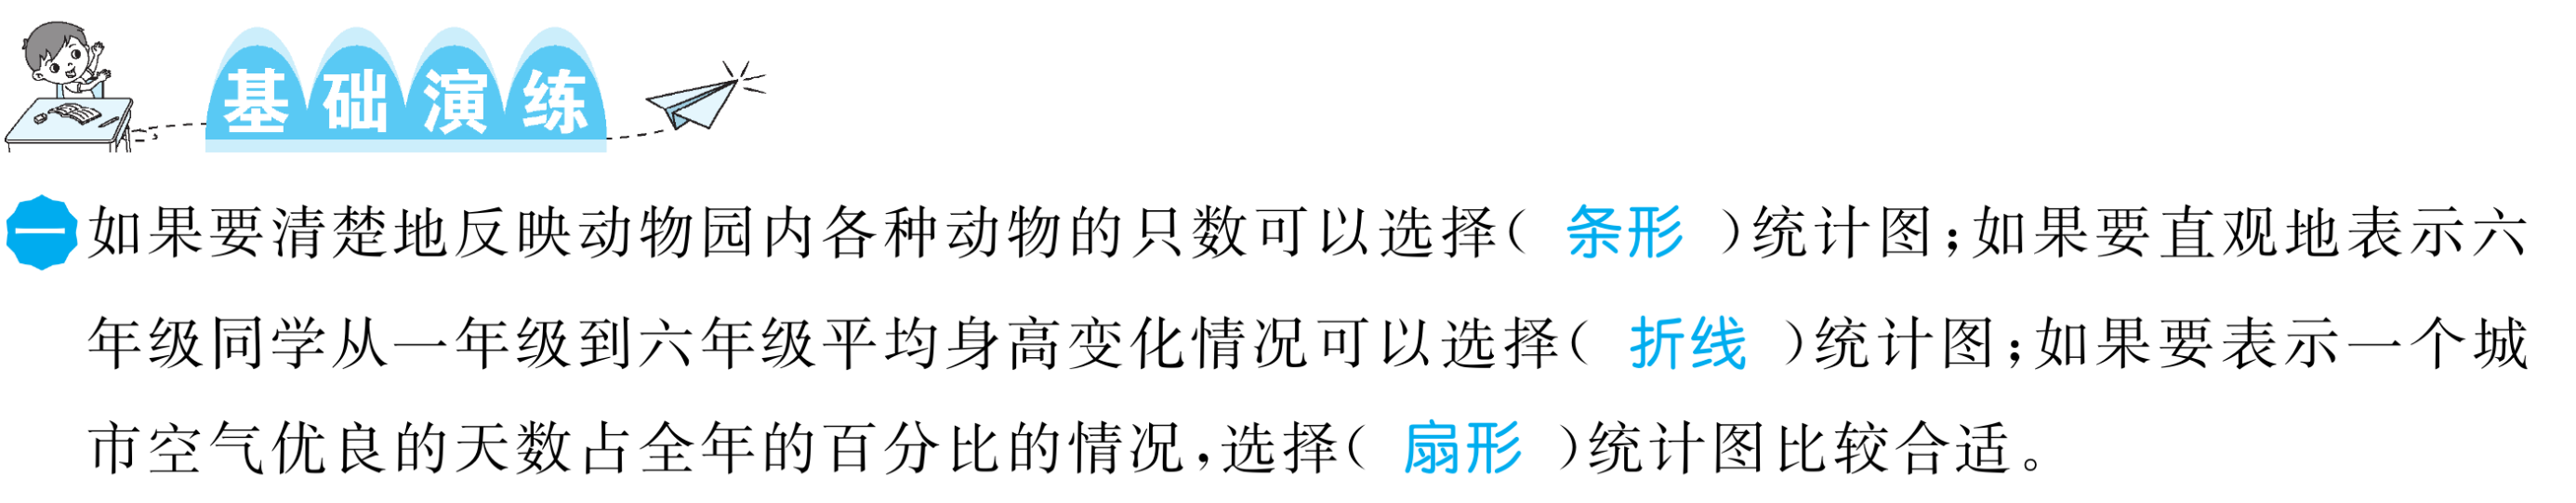 基础演练
一如果要清楚地反映动物园内各种动物的只数可以选择( 条形 )统计图;如果要直观地表示六
年级同学从一年级到六年级平均身高变化情况可以选择( 折线 )统计图;如果要表示一个城
市空气优良的天数占全年的百分比的情况,选择( 扇形 )统计图比较合适。